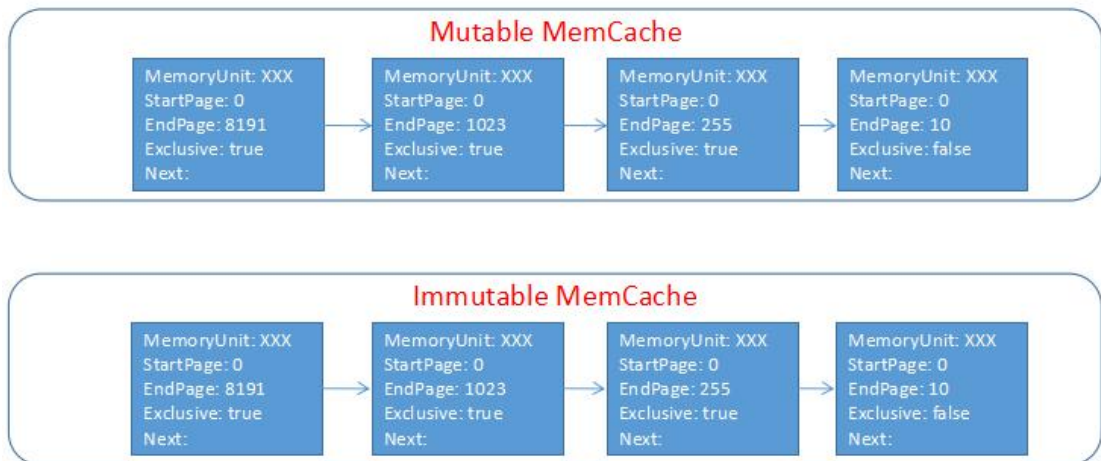 Mutable MemCache
MemoryUnit: XXX
StartPage: 0
EndPage: 8191
Exclusive: true
Next:
MemoryUnit: XXX
StartPage: 0
EndPage: 1023
Exclusive: true
Next:
MemoryUnit: XXX
StartPage: 0
EndPage: 255
Exclusive: true
Next:
MemoryUnit: XXX
StartPage: 0
EndPage: 10
Exclusive: false
Next:
Immutable MemCache
MemoryUnit: XXX
StartPage: 0
EndPage: 8191
Exclusive: true
Next:
MemoryUnit: XXX
StartPage: 0
EndPage: 1023
Exclusive: true
Next:
MemoryUnit: XXX
StartPage: 0
EndPage: 255
Exclusive: true
Next:
MemoryUnit: XXX
StartPage: 0
EndPage: 10
Exclusive: false
Next: